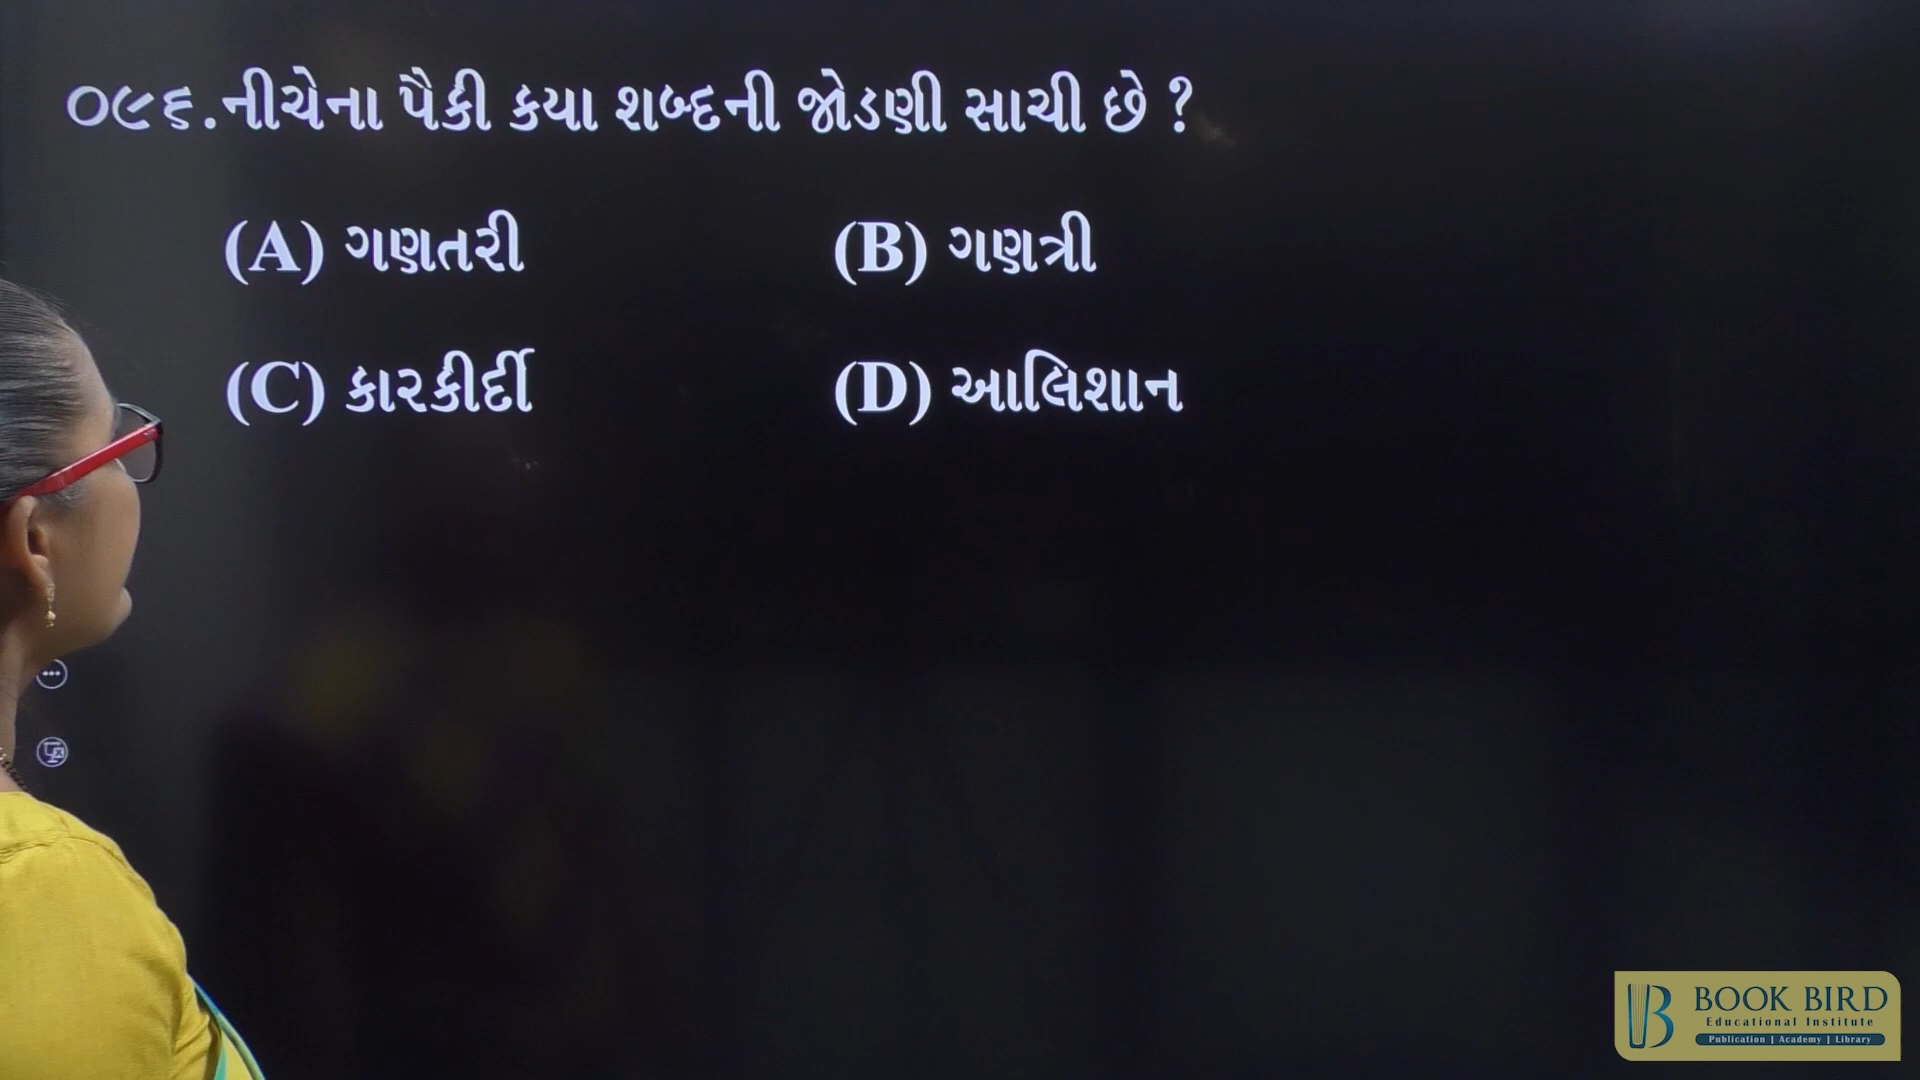 ૦૯૬.નીચેના પૈકી કયા શબ્દની જોડણી સાચી છે ?
(A) ગણતરી (B) ગણત્રી
(C) કારકીર્દી (D) આલિશાન
BOOK BIRD
Educational Institute
Publication | Academy | Library